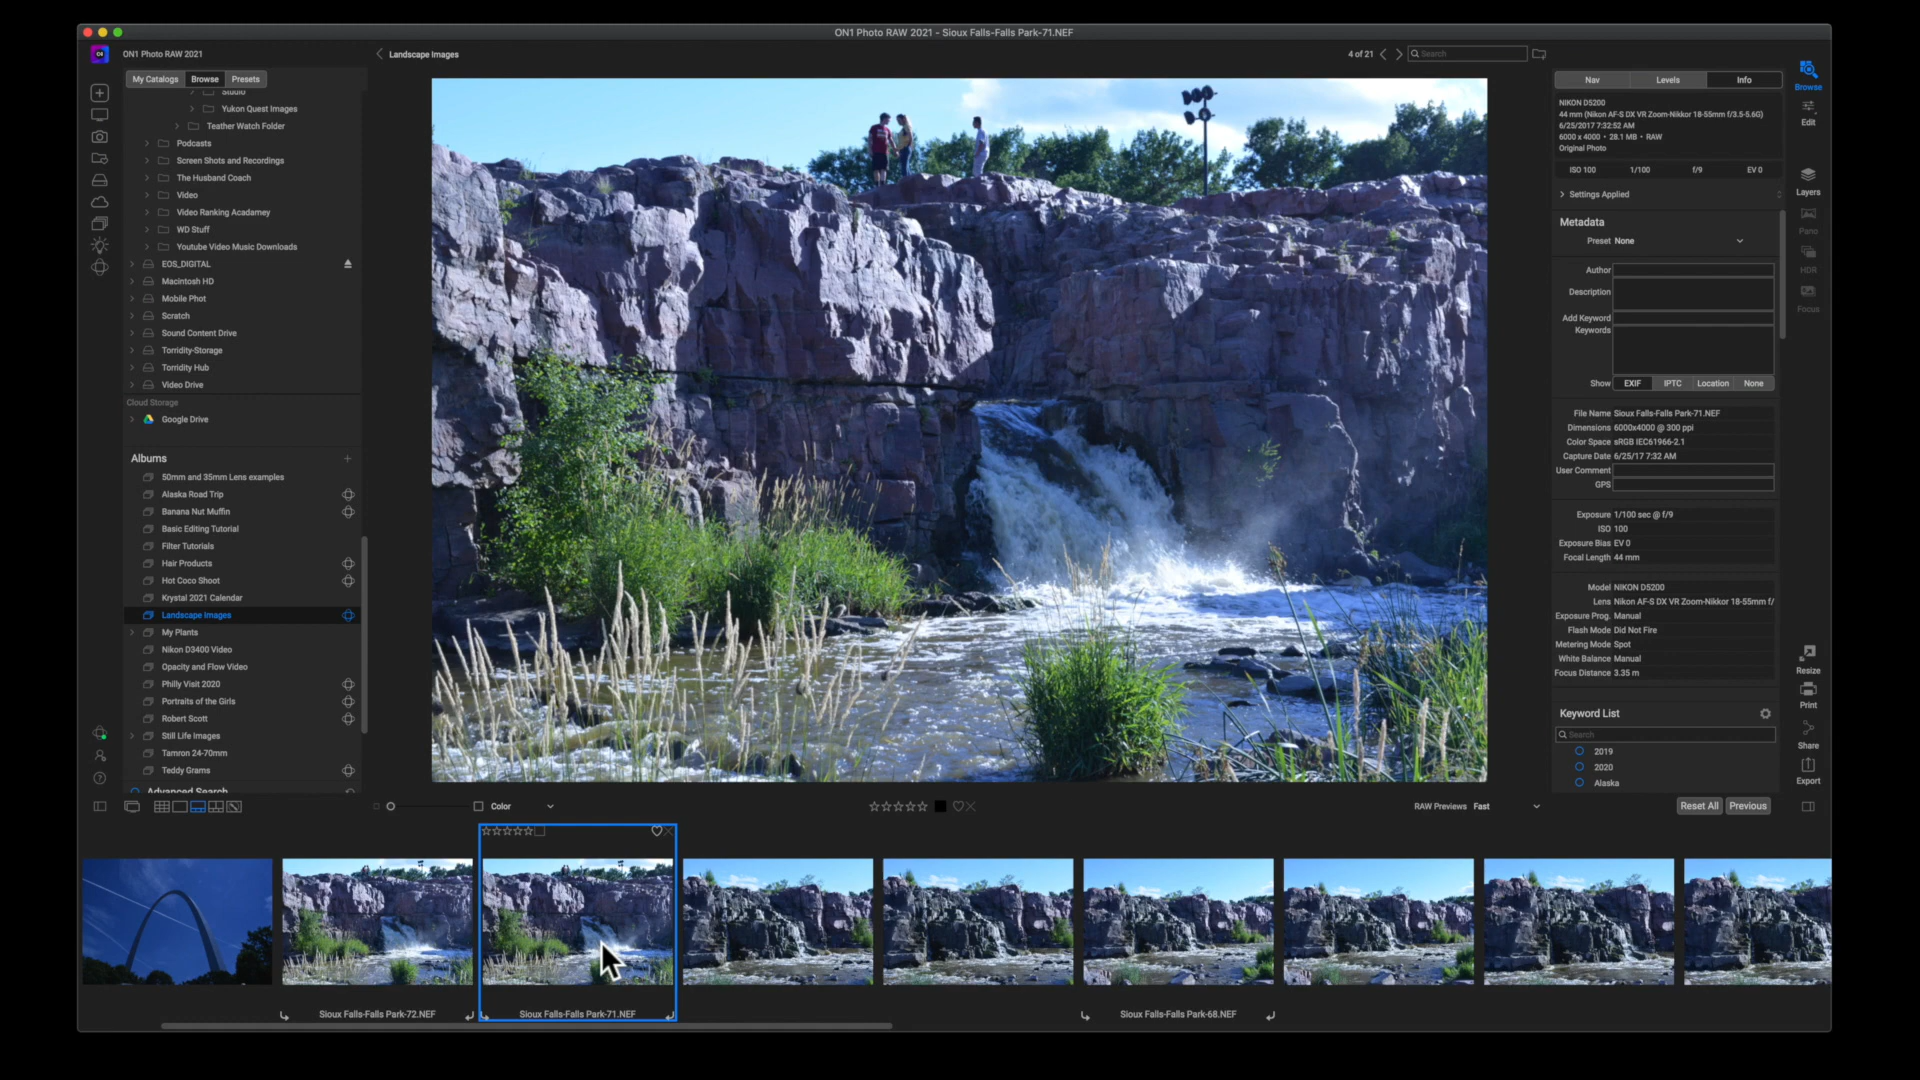 ON1 Photo RAW 2021 - Sioux Falls-Falls Park-71.NEF
ON1 Photo RAW 2021
Landscape Images
4 of 21
Search
My Catalogs
Browse
Presets
Studio
Yukon Quest Images
Teather Watch Folder
Podcasts
Screen Shots and Recordings
The Husband Coach
Video
Video Ranking Acadamey
WD Stuff
Youtube Video Music Downloads
EOS_DIGITAL
Macintosh HD
Mobile Phot
Scratch
Sound Content Drive
Torridity-Storage
Torridity Hub
Video Drive
Cloud Storage
Google Drive
Albums
50mm and 35mm Lens examples
Alaska Road Trip
Banana Nut Muffin
Basic Editing Tutorial
Filter Tutorials
Hair Products
Hot Coco Shoot
Krystal 2021 Calendar
Landscape Images
My Plants
Nikon D3400 Video
Opacity and Flow Video
Philly Visit 2020
Portraits of the Girls
Robert Scott
Still Life Images
Tamron 24-70mm
Teddy Grams
Advanced Search
Nav
Levels
Info
NIKON D5200
44 mm (Nikon AF-S DX VR Zoom-Nikkor 18-55mm f/3.5-5.6G)
6/25/2017 7:32:52 AM
6000 x 4000 • 28.1 MB • RAW
Original Photo
ISO 100 1/100 f/9 EV 0
Settings Applied
Metadata
Preset None
Author
Description
Add Keyword
Keywords
Show EXIF IPTC Location None
File Name Sioux Falls-Falls Park-71.NEF
Dimensions 6000x4000 @ 300 ppi
Color Space sRGB IEC61966-2.1
Capture Date 6/25/17 7:32 AM
User Comment
GPS
Exposure 1/100 sec @ f/9
ISO 100
Exposure Bias EV 0
Focal Length 44 mm
Model NIKON D5200
Lens Nikon AF-S DX VR Zoom-Nikkor 18-55mm f/
Exposure Prog. Manual
Flash Mode Did Not Fire
Metering Mode Spot
White Balance Manual
Focus Distance 3.35 m
Keyword List
Search
2019
2020
Alaska
Browse
Edit
Layers
Pano
HDR
Focus
Resize
Print
Share
Export
Color
RAW Previews Fast
Reset All
Previous
Sioux Falls-Falls Park-72.NEF
Sioux Falls-Falls Park-71.NEF
Sioux Falls-Falls Park-68.NEF